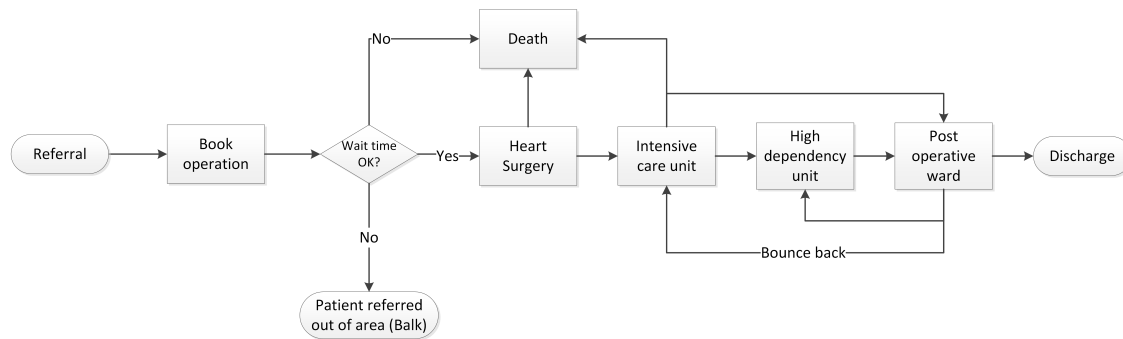 No
Death
Referral
Book
operation
Wait time
OK?
Yes
Heart
Surgery
Intensive
care unit
High
dependency
unit
Post
operative
ward
Discharge
No
Bounce back
Patient referred
out of area (Balk)